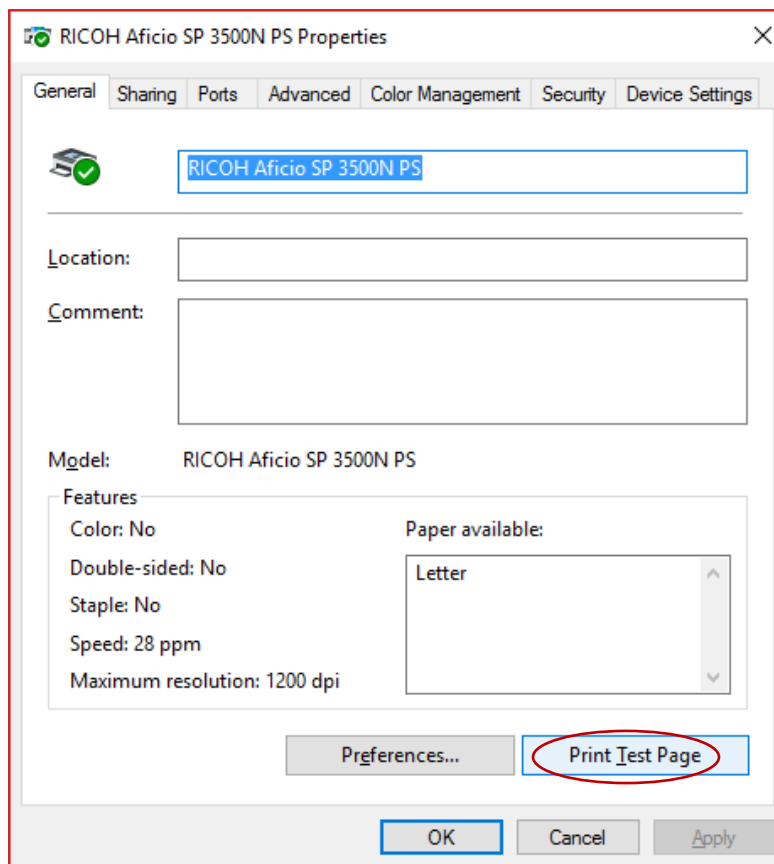 RICOH Aficio SP 3500N PS Properties
General Sharing Ports Advanced Color Management Security Device Settings
RICOH Aficio SP 3500N PS
Location:
Comment:
Model: RICOH Aficio SP 3500N PS
Features
Color: No Paper available:
Double-sided: No Letter
Staple: No
Speed: 28 ppm
Maximum resolution: 1200 dpi
Preferences... Print Test Page
OK Cancel Apply